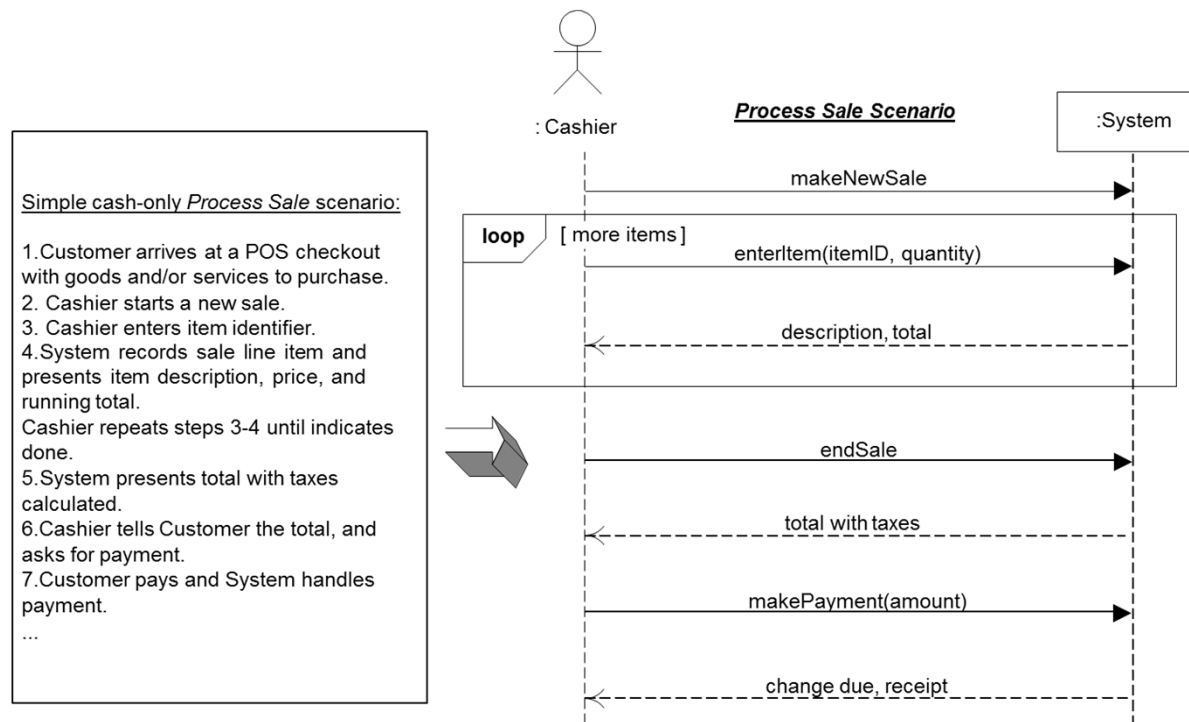 Simple cash-only Process Sale scenario:
1.Customer arrives at a POS checkout
with goods and/or services to purchase.
2. Cashier starts a new sale.
3. Cashier enters item identifier.
4.System records sale line item and
presents item description, price, and
running total.
Cashier repeats steps 3-4 until indicates
done.
5.System presents total with taxes
calculated.
6.Cashier tells Customer the total, and
asks for payment.
7.Customer pays and System handles
payment.
...
: Cashier
Process Sale Scenario
:System
makeNewSale
loop
[ more items ]
enterItem(itemID, quantity)
description, total
endSale
total with taxes
makePayment(amount)
change due, receipt